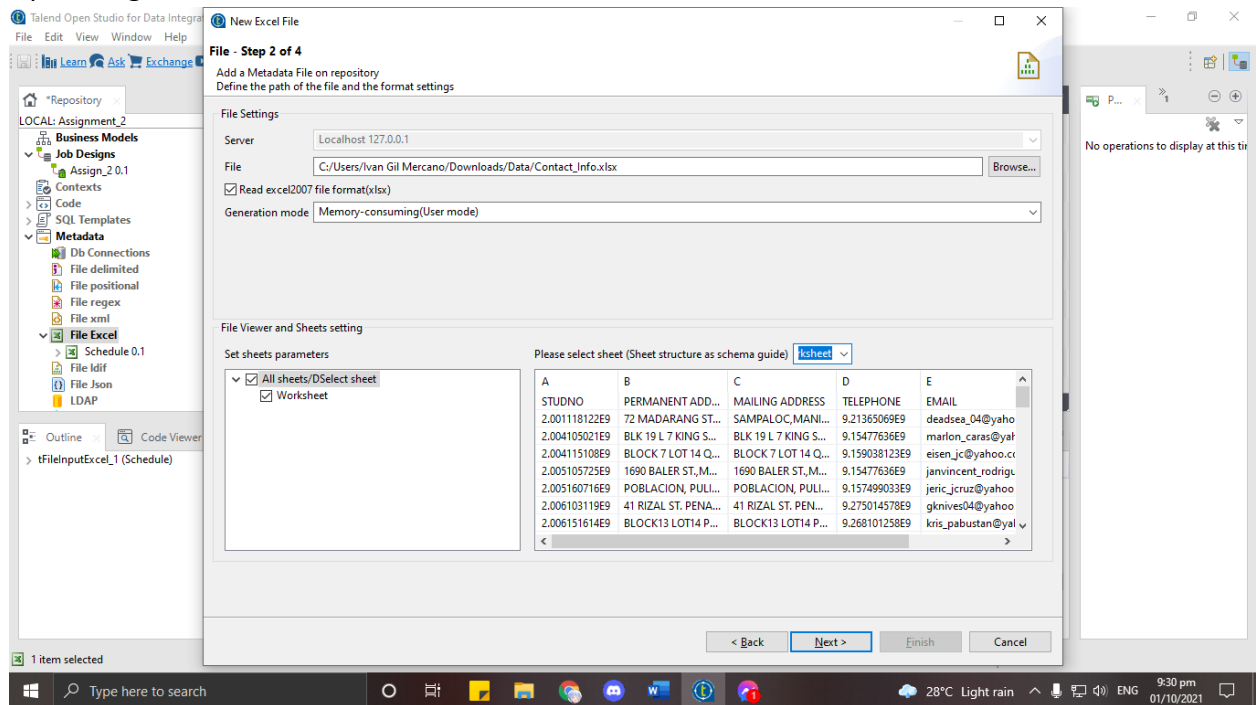 Talend Open Studio for Data Integra
File Edit View Window Help
Learn Ask Exchange
*Repository
LOCAL: Assignment_2
Business Models
Job Designs
Assign_2 0.1
Contexts
Code
SQL Templates
Metadata
Db Connections
File delimited
File positional
File regex
File xml
File Excel
Schedule 0.1
File ldif
File Json
LDAP
Outline Code Viewer
tFileInputExcel_1 (Schedule)
1 item selected
New Excel File
File - Step 2 of 4
Add a Metadata File on repository
Define the path of the file and the format settings
File Settings
Server Localhost 127.0.0.1
File C:/Users/Ivan Gil Mercano/Downloads/Data/Contact_Info.xlsx Browse...
Read excel2007 file format(xlsx)
Generation mode Memory-consuming(User mode)
File Viewer and Sheets setting
Set sheets parameters
All sheets/DSelect sheet
Worksheet
Please select sheet (Sheet structure as schema guide) rksheet
A B C D E
STUDNO PERMANENT ADD... MAILING ADDRESS TELEPHONE EMAIL
2.001118122E9 72 MADARANG ST... SAMPALOC,MANI... 9.21365069E9 deadsea_04@yaho
2.004105021E9 BLK 19 L 7 KING S... BLK 19 L 7 KING S... 9.15477636E9 marlon_caras@yah
2.004115108E9 BLOCK 7 LOT 14 Q... BLOCK 7 LOT 14 Q... 9.159038123E9 eisen_jc@yahoo.cc
2.005105725E9 1690 BALER ST.,M... 1690 BALER ST.,M... 9.15477636E9 janvincent_rodrigu
2.005160716E9 POBLACION, PULI... POBLACION, PULI... 9.157499033E9 jeric_jcruz@yahoo
2.006103119E9 41 RIZAL ST. PENA... 41 RIZAL ST. PEN... 9.275014578E9 gknives04@yahoo
2.006151614E9 BLOCK13 LOT14 P... BLOCK13 LOT14 P... 9.268101258E9 kris_pabustan@yal
< Back Next > Finish Cancel
P... 1
No operations to display at this tir
Type here to search
28°C Light rain ENG 9:30 pm
01/10/2021